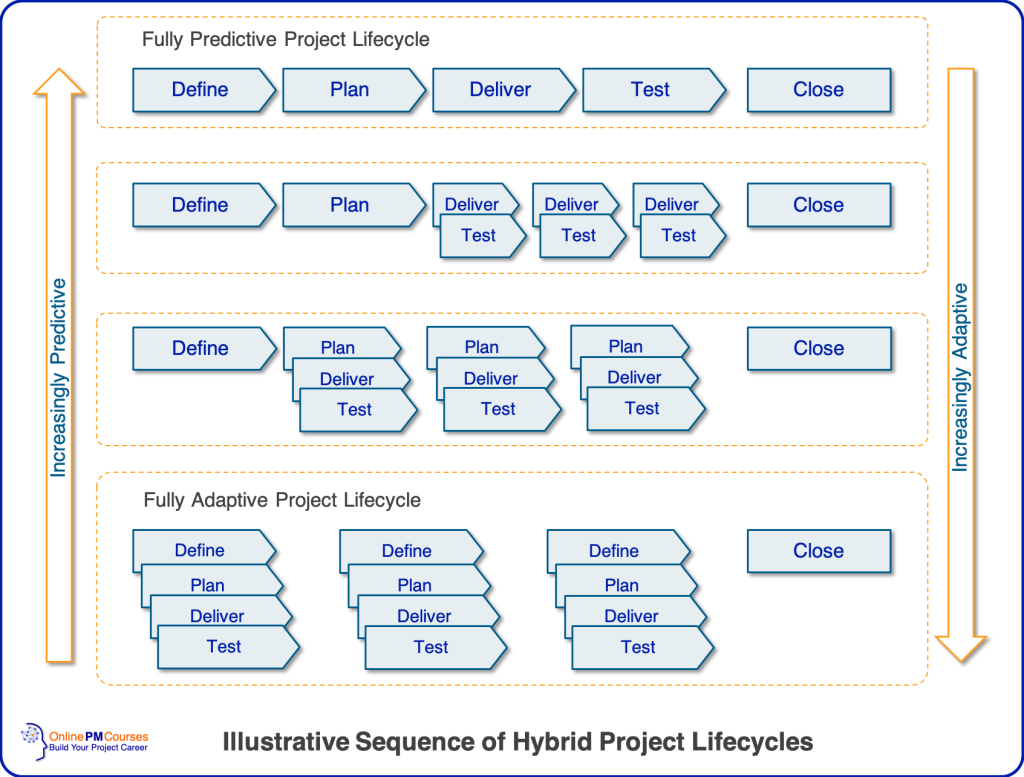 Fully Predictive Project Lifecycle
Define
Plan
Deliver
Test
Close
Define
Plan
Deliver
Test
Deliver
Test
Deliver
Test
Close
Define
Plan
Deliver
Test
Plan
Deliver
Test
Plan
Deliver
Test
Close
Fully Adaptive Project Lifecycle
Define
Plan
Deliver
Test
Define
Plan
Deliver
Test
Define
Plan
Deliver
Test
Close
Increasingly Predictive
Increasingly Adaptive
OnlinePMCourses
Build Your Project Career
Illustrative Sequence of Hybrid Project Lifecycles